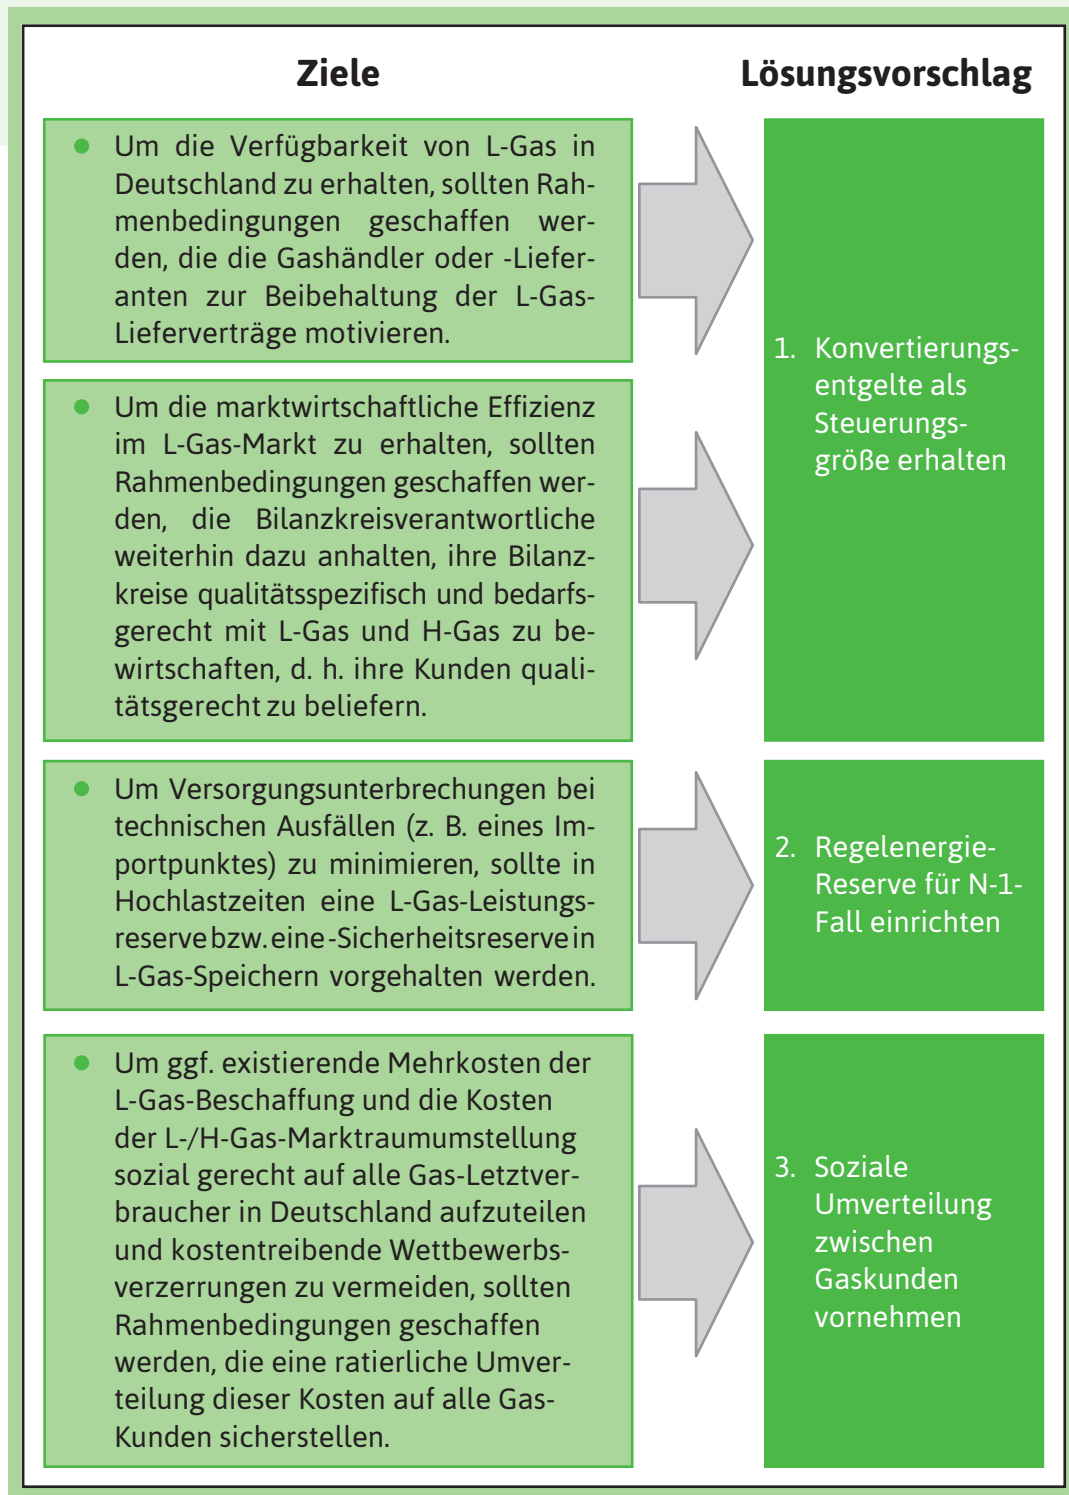 Ziele
Lösungsvorschlag
Um die Verfügbarkeit von L-Gas in
Deutschland zu erhalten, sollten Rah-
menbedingungen geschaffen wer-
den, die die Gashändler oder -Liefer-
anten zur Beibehaltung der L-Gas-
Lieferverträge motivieren.
Um die marktwirtschaftliche Effizienz
im L-Gas-Markt zu erhalten, sollten
Rahmenbedingungen geschaffen wer-
den, die Bilanzkreisverantwortliche
weiterhin dazu anhalten, ihre Bilanz-
kreise qualitätsspezifisch und bedarfs-
gerecht mit L-Gas und H-Gas zu be-
wirtschaften, d. h. ihre Kunden quali-
tätsgerecht zu beliefern.
1. Konvertierungs-
entgelte als
Steuerungs-
größe erhalten
Um Versorgungsunterbrechungen bei
technischen Ausfällen (z. B. eines Im-
portpunktes) zu minimieren, sollte in
Hochlastzeiten eine L-Gas-Leistungs-
reserve bzw. eine -Sicherheitsreserve in
L-Gas-Speichern vorgehalten werden.
2. Regelenergie-
Reserve für N-1-
Fall einrichten
Um ggf. existierende Mehrkosten der
L-Gas-Beschaffung und die Kosten
der L-/H-Gas-Marktraumumstellung
sozial gerecht auf alle Gas-Letztver-
braucher in Deutschland aufzuteilen
und kostentreibende Wettbewerbs-
verzerrungen zu vermeiden, sollten
Rahmenbedingungen geschaffen
werden, die eine ratierliche Umver-
teilung dieser Kosten auf alle Gas-
Kunden sicherstellen.
3. Soziale
Umverteilung
zwischen
Gaskunden
vornehmen